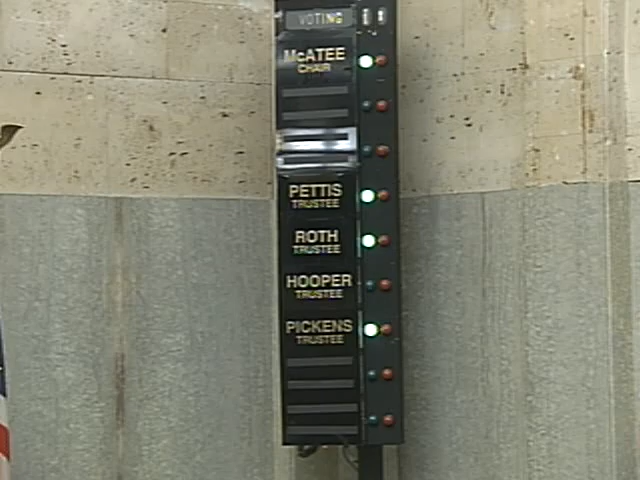 VOTING
McATEE
CHAIR
PETTIS
TRUSTEE
ROTH
TRUSTEE
HOOPER
TRUSTEE
PICKENS
TRUSTEE